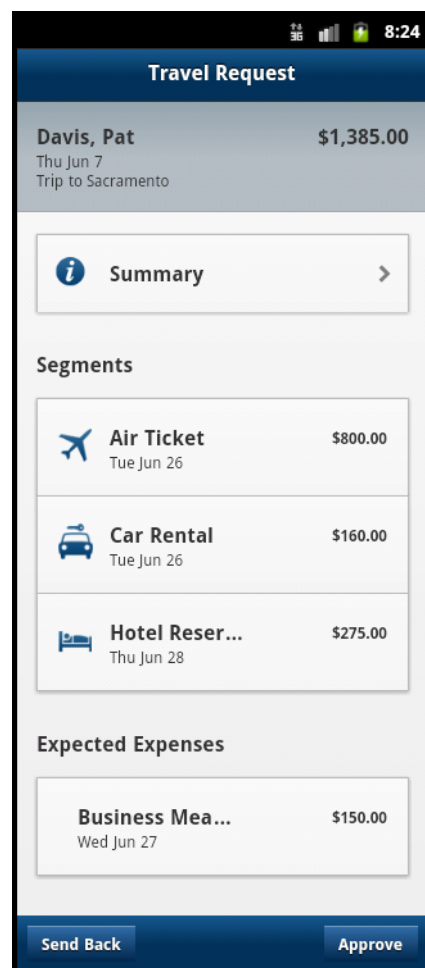 8:24
Travel Request
Davis, Pat $1,385.00
Thu Jun 7
Trip to Sacramento
Summary
Segments
Air Ticket $800.00
Tue Jun 26
Car Rental $160.00
Tue Jun 26
Hotel Reser... $275.00
Thu Jun 28
Expected Expenses
Business Mea... $150.00
Wed Jun 27
Send Back Approve